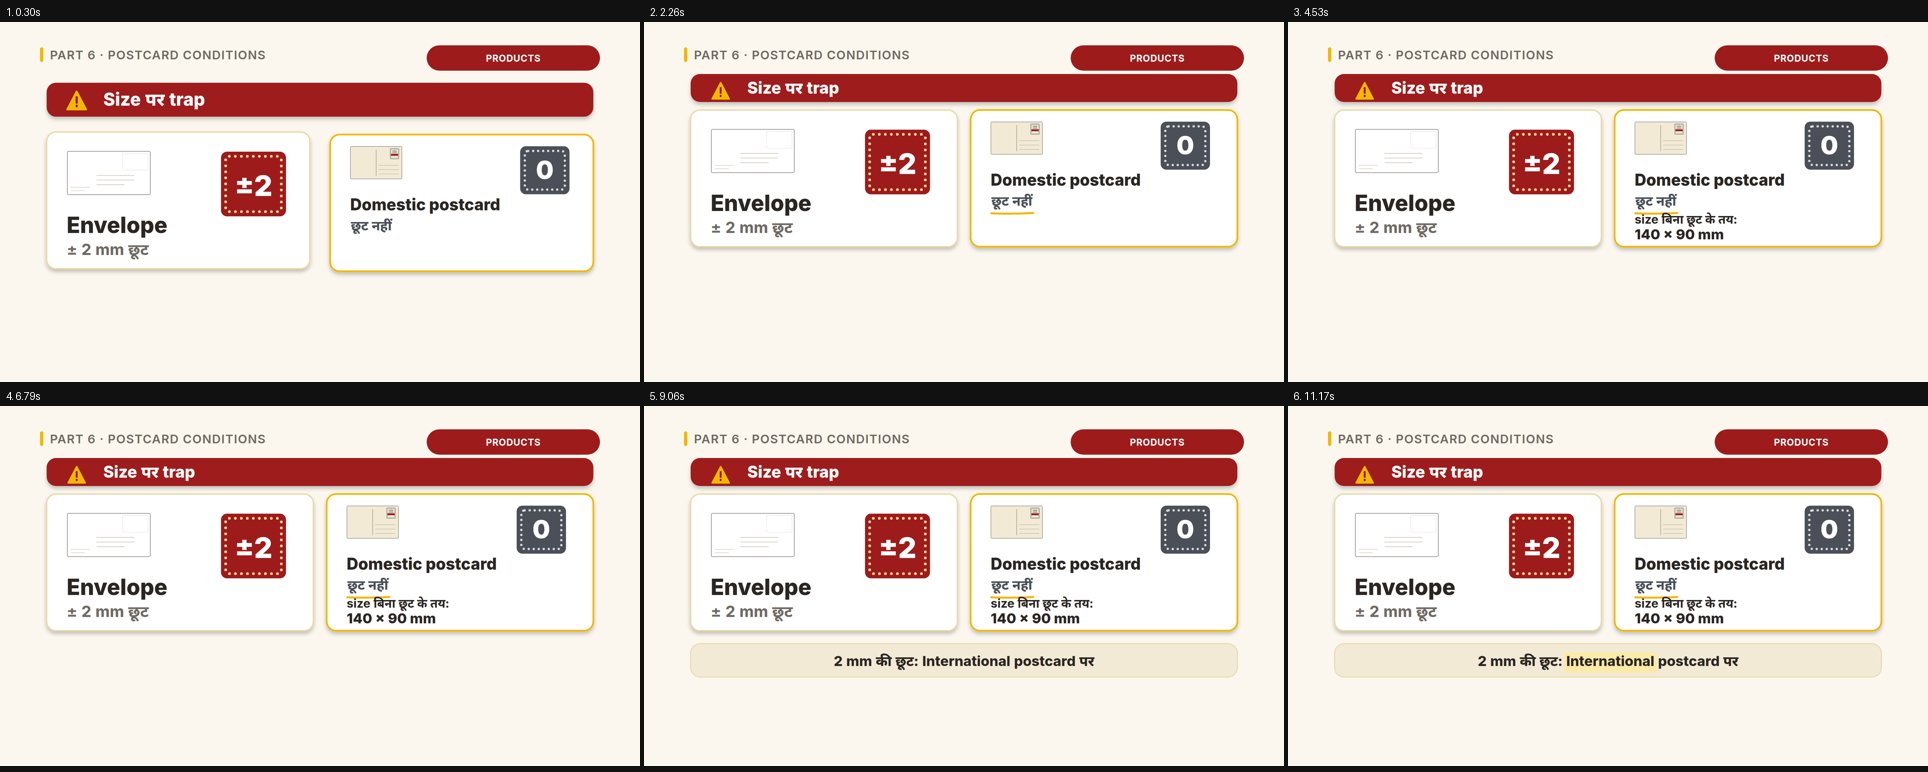 1. 0.30s
PART 6 · POSTCARD CONDITIONS
PRODUCTS
Size पर trap
±2
Envelope
± 2 mm छूट
0
Domestic postcard
छूट नहीं
2. 2.26s
PART 6 · POSTCARD CONDITIONS
PRODUCTS
Size पर trap
±2
Envelope
± 2 mm छूट
0
Domestic postcard
छूट नहीं
3. 4.53s
PART 6 · POSTCARD CONDITIONS
PRODUCTS
Size पर trap
±2
Envelope
± 2 mm छूट
0
Domestic postcard
छूट नहीं
size बिना छूट के तय:
140 × 90 mm
4. 6.79s
PART 6 · POSTCARD CONDITIONS
PRODUCTS
Size पर trap
±2
Envelope
± 2 mm छूट
0
Domestic postcard
छूट नहीं
size बिना छूट के तय:
140 × 90 mm
5. 9.06s
PART 6 · POSTCARD CONDITIONS
PRODUCTS
Size पर trap
±2
Envelope
± 2 mm छूट
0
Domestic postcard
छूट नहीं
size बिना छूट के तय:
140 × 90 mm
2 mm की छूट: International postcard पर
6. 11.17s
PART 6 · POSTCARD CONDITIONS
PRODUCTS
Size पर trap
±2
Envelope
± 2 mm छूट
0
Domestic postcard
छूट नहीं
size बिना छूट के तय:
140 × 90 mm
2 mm की छूट: International postcard पर